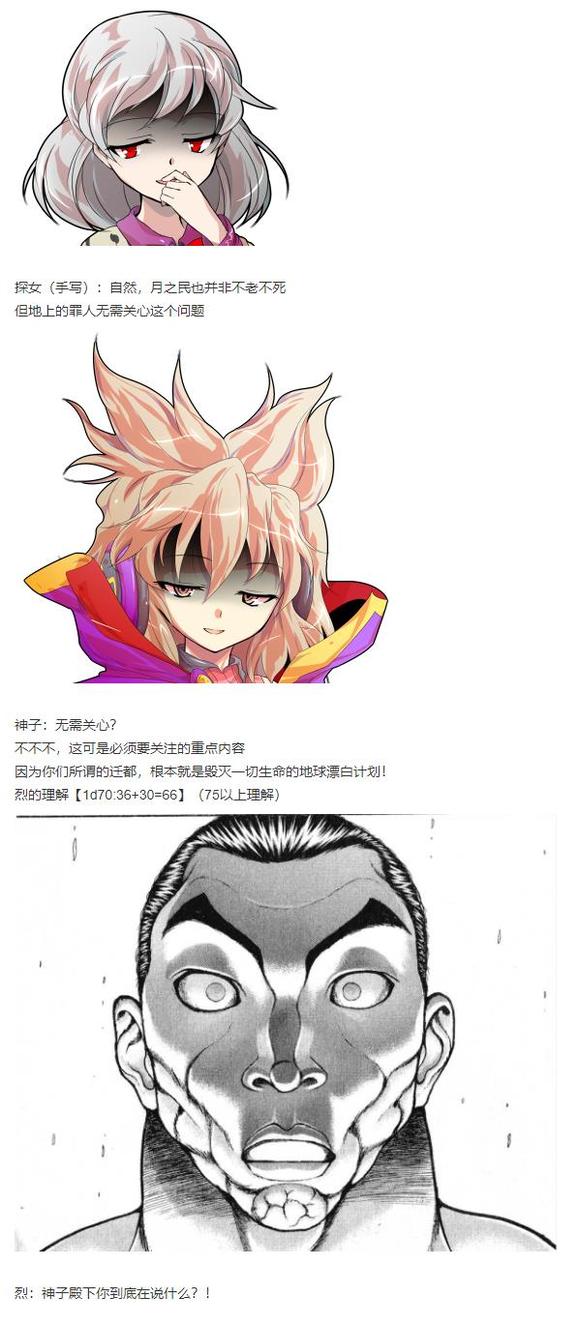 探女（手写）：自然，月之民也并非不老不死
但地上的罪人无需关心这个问题
神子：无需关心？
不不不，这可是必须要关注的重点内容
因为你们所谓的迁都，根本就是毁灭一切生命的地球漂白计划！
烈的理解【1d70:36+30=66】（75以上理解）
烈：神子殿下你到底在说什么？！